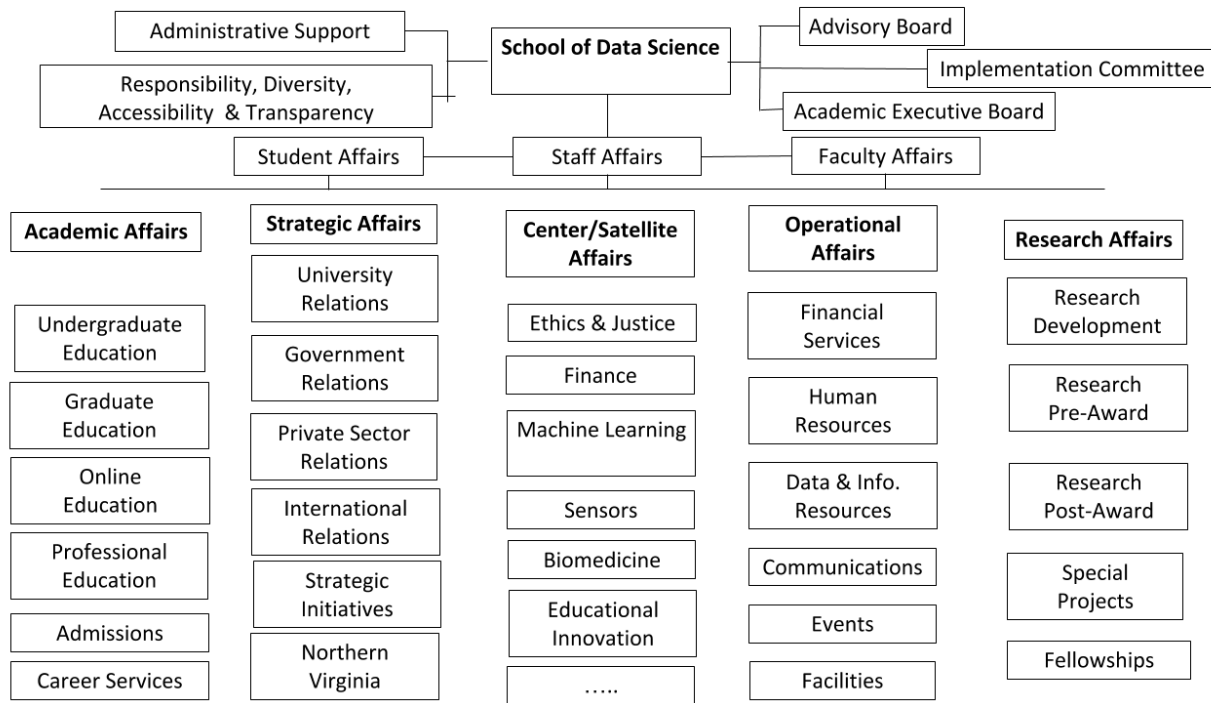 Administrative Support
School of Data Science
Advisory Board
Implementation Committee
Responsibility, Diversity,
Accessibility & Transparency
Academic Executive Board
Student Affairs
Staff Affairs
Faculty Affairs
Academic Affairs
Undergraduate
Education
Graduate
Education
Online
Education
Professional
Education
Admissions
Career Services
Strategic Affairs
University
Relations
Government
Relations
Private Sector
Relations
International
Relations
Strategic
Initiatives
Northern
Virginia
Center/Satellite
Affairs
Ethics & Justice
Finance
Machine Learning
Sensors
Biomedicine
Educational
Innovation
…..
Operational
Affairs
Financial
Services
Human
Resources
Data & Info.
Resources
Communications
Events
Facilities
Research Affairs
Research
Development
Research
Pre-Award
Research
Post-Award
Special
Projects
Fellowships